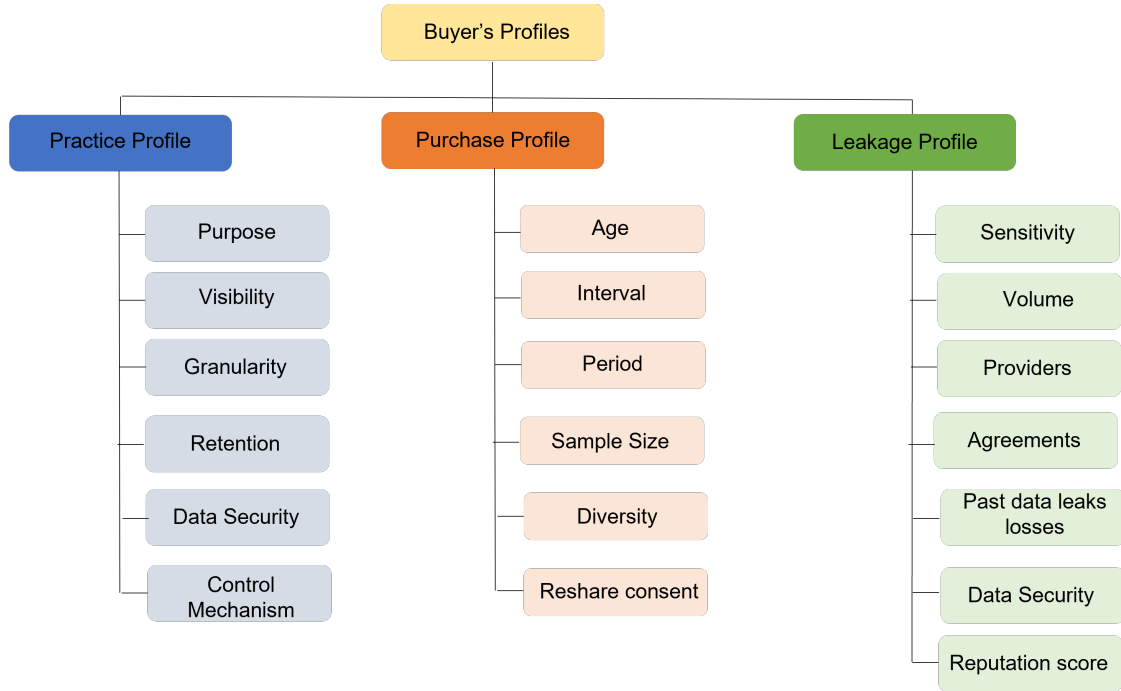 Buyer's Profiles
Practice Profile
Purpose
Visibility
Granularity
Retention
Data Security
Control
Mechanism
Purchase Profile
Age
Interval
Period
Sample Size
Diversity
Reshare consent
Leakage Profile
Sensitivity
Volume
Providers
Agreements
Past data leaks
losses
Data Security
Reputation score